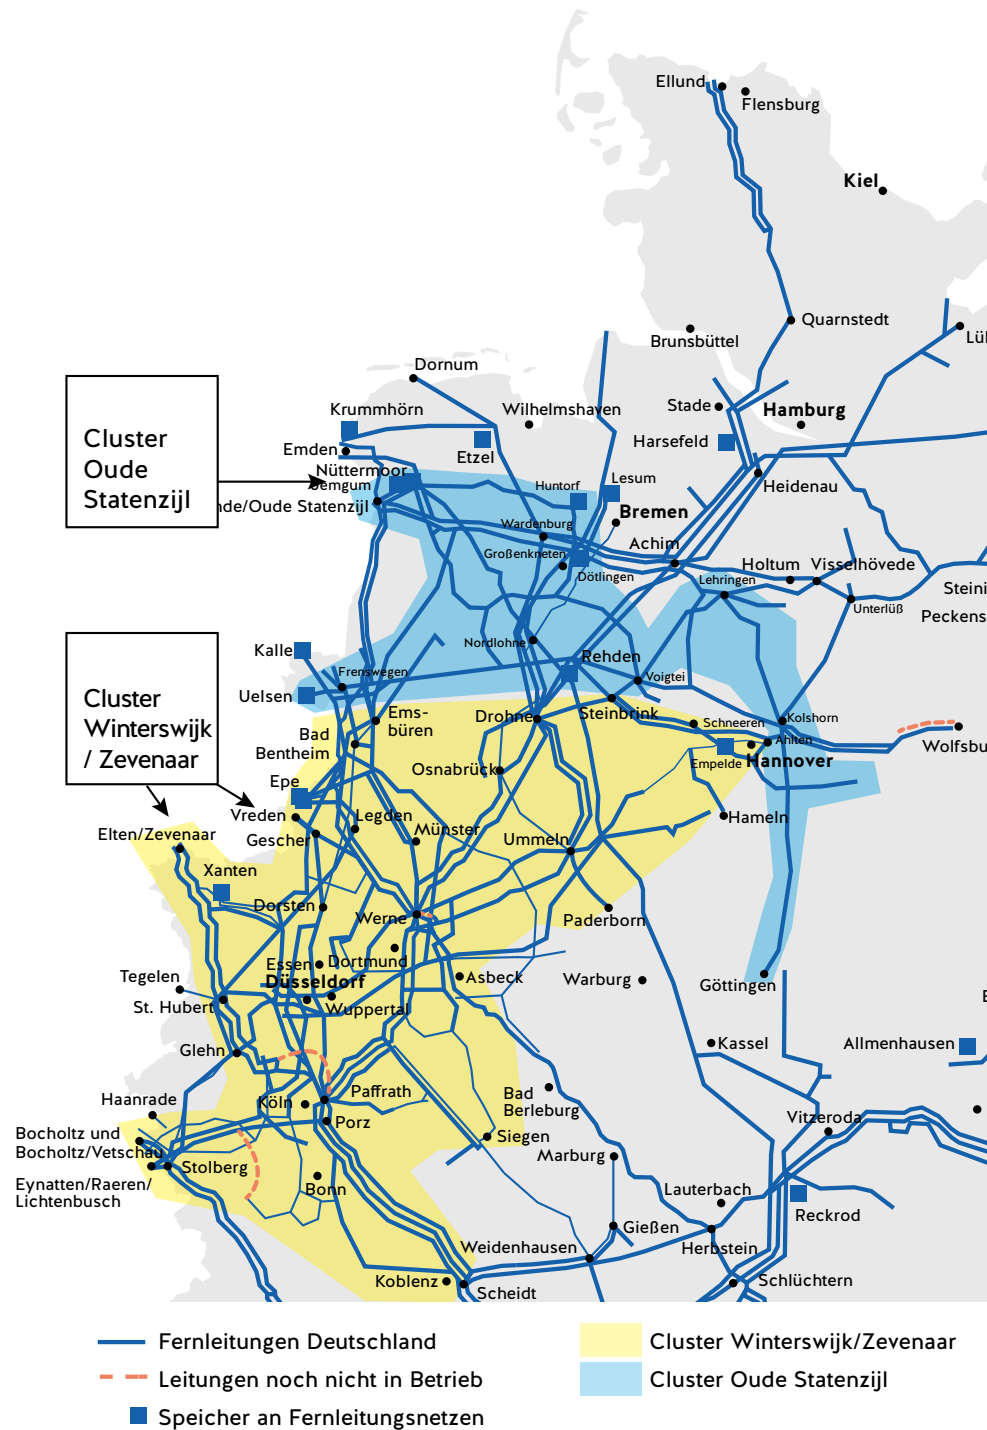 Ellund
Flensburg
Kiel
Quarnstedt
Brunsbüttel
Dornum
Stade
Hamburg
Krummhörn
Wilhelmshaven
Cluster
Oude
Statenzijl
Harsefeld
Emden
Etzel
Nüttermoor
Jemgum
Huntorf
Lesum
Heidenau
nde/Oude Statenzijl
Bremen
Wardenburg
Achim
Großenkneten
Holtum
Visselhövede
Dötlingen
Lehringen
Unterlüß
Nordlohne
Kalle
Rehden
Frenswegen
Voigtei
Uelsen
Cluster
Winterswijk
/ Zevenaar
Ems-
büren
Drohne
Steinbrink
Schneeren
Kolshorn
Bad
Bentheim
Ahlten
Empelde
Hannover
Osnabrück
Epe
Vreden
Legden
Hameln
Elten/Zevenaar
Gescher
Münster
Ummeln
Xanten
Dorsten
Werne
Paderborn
Essen
Dortmund
Tegelen
Düsseldorf
Asbeck
Warburg
Göttingen
St. Hubert
Wuppertal
Glehn
Kassel
Allmenhausen
Haanrade
Köln
Paffrath
Bad
Berleburg
Porz
Vitzeroda
Bocholtz und
Bocholtz/Vetschau
Siegen
Stolberg
Marburg
Eynatten/Raeren/
Lichtenbusch
Bonn
Lauterbach
Reckrod
Gießen
Weidenhausen
Herbstein
Koblenz
Scheidt
Schlüchtern
Fernleitungen Deutschland
Cluster Winterswijk/Zevenaar
Leitungen noch nicht in Betrieb
Cluster Oude Statenzijl
Speicher an Fernleitungsnetzen